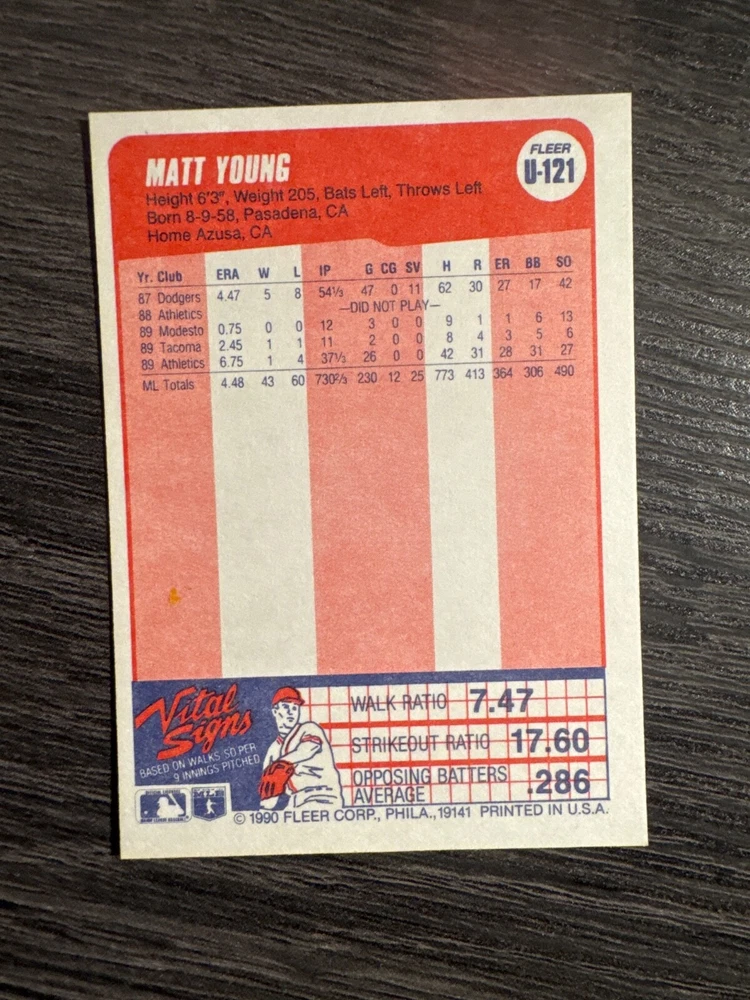 MATT YOUNG
FLEER
U-121
Height 6'3", Weight 205, Bats Left, Throws Left
Born 8-9-58, Pasadena, CA
Home Azusa, CA
Yr. Club ERA W L IP G CG SV H R ER BB SO
87 Dodgers 4.47 5 8 54⅓ 47 0 11 62 30 27 17 42
88 Athletics —DID NOT PLAY—
89 Modesto 0.75 0 0 12 3 0 0 9 1 1 6 13
89 Tacoma 2.45 1 1 11 2 0 0 8 4 3 5 6
89 Athletics 6.75 1 4 37⅓ 26 0 0 42 31 28 31 27
ML Totals 4.48 43 60 730⅔ 230 12 25 773 413 364 306 490
Vital
Signs
BASED ON WALKS/SO PER
9 INNINGS PITCHED
WALK RATIO 7.47
STRIKEOUT RATIO 17.60
OPPOSING BATTERS
AVERAGE .286
© 1990 FLEER CORP., PHILA., 19141 PRINTED IN U.S.A.